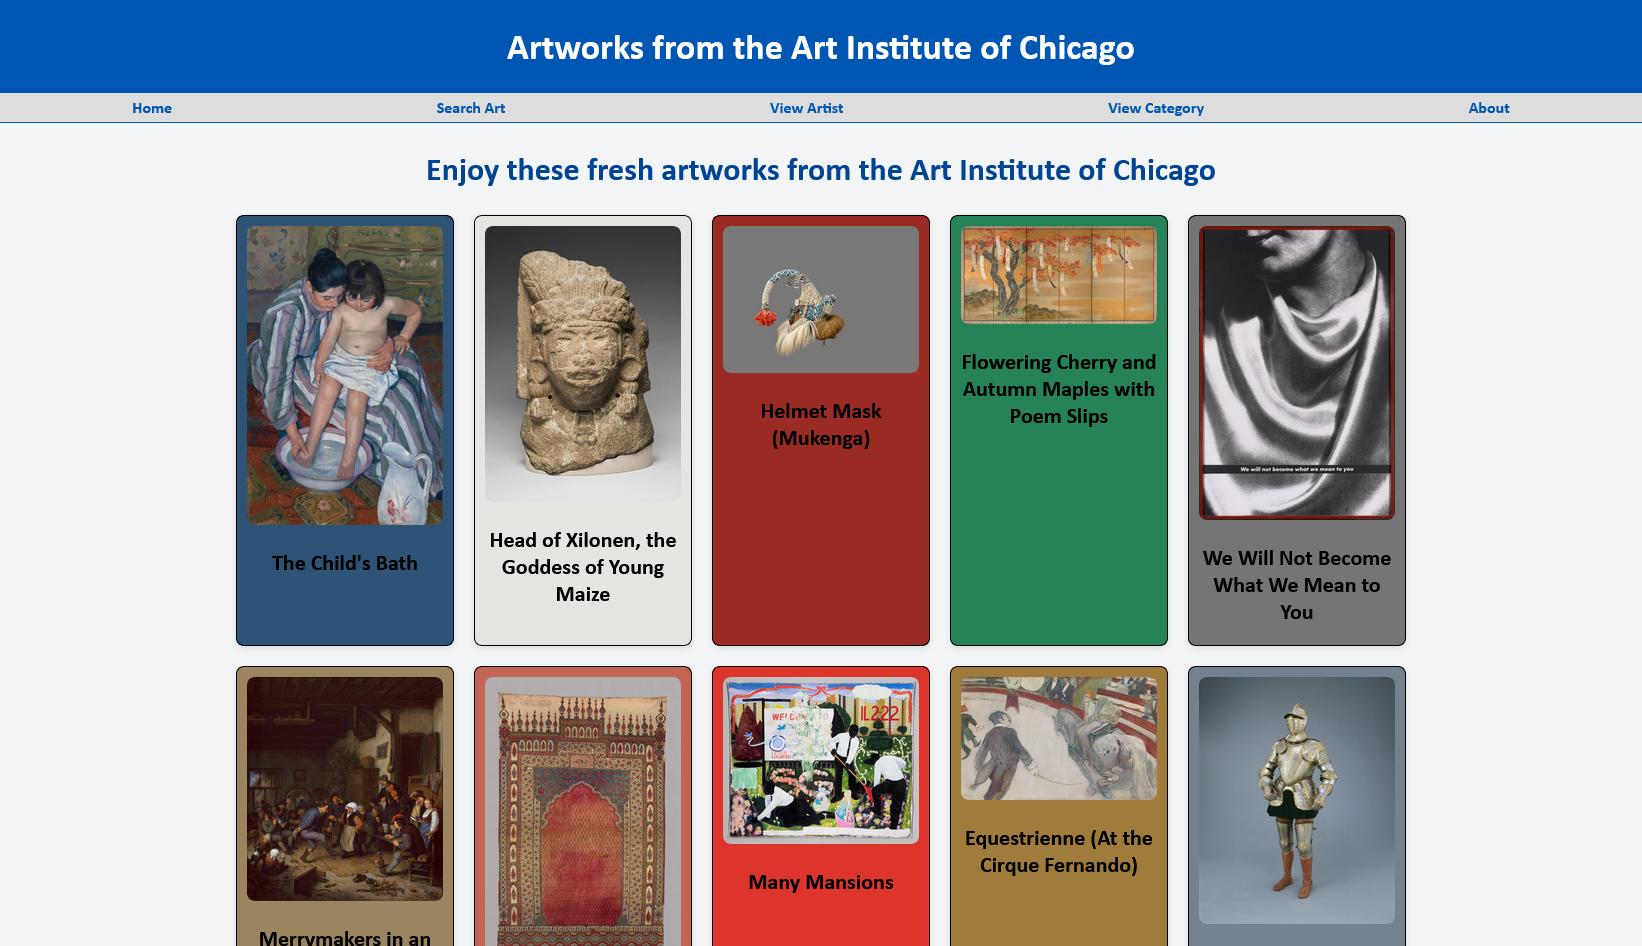 Artworks from the Art Institute of Chicago
Home
Search Art
View Artist
View Category
About
Enjoy these fresh artworks from the Art Institute of Chicago
The Child's Bath
Head of Xilonen, the
Goddess of Young
Maize
Helmet Mask
(Mukenga)
Flowering Cherry and
Autumn Maples with
Poem Slips
We will not become what we mean to you
We Will Not Become
What We Mean to
You
Merrymakers in an
WELCOME TO
IL222
Many Mansions
Equestrienne (At the
Cirque Fernando)